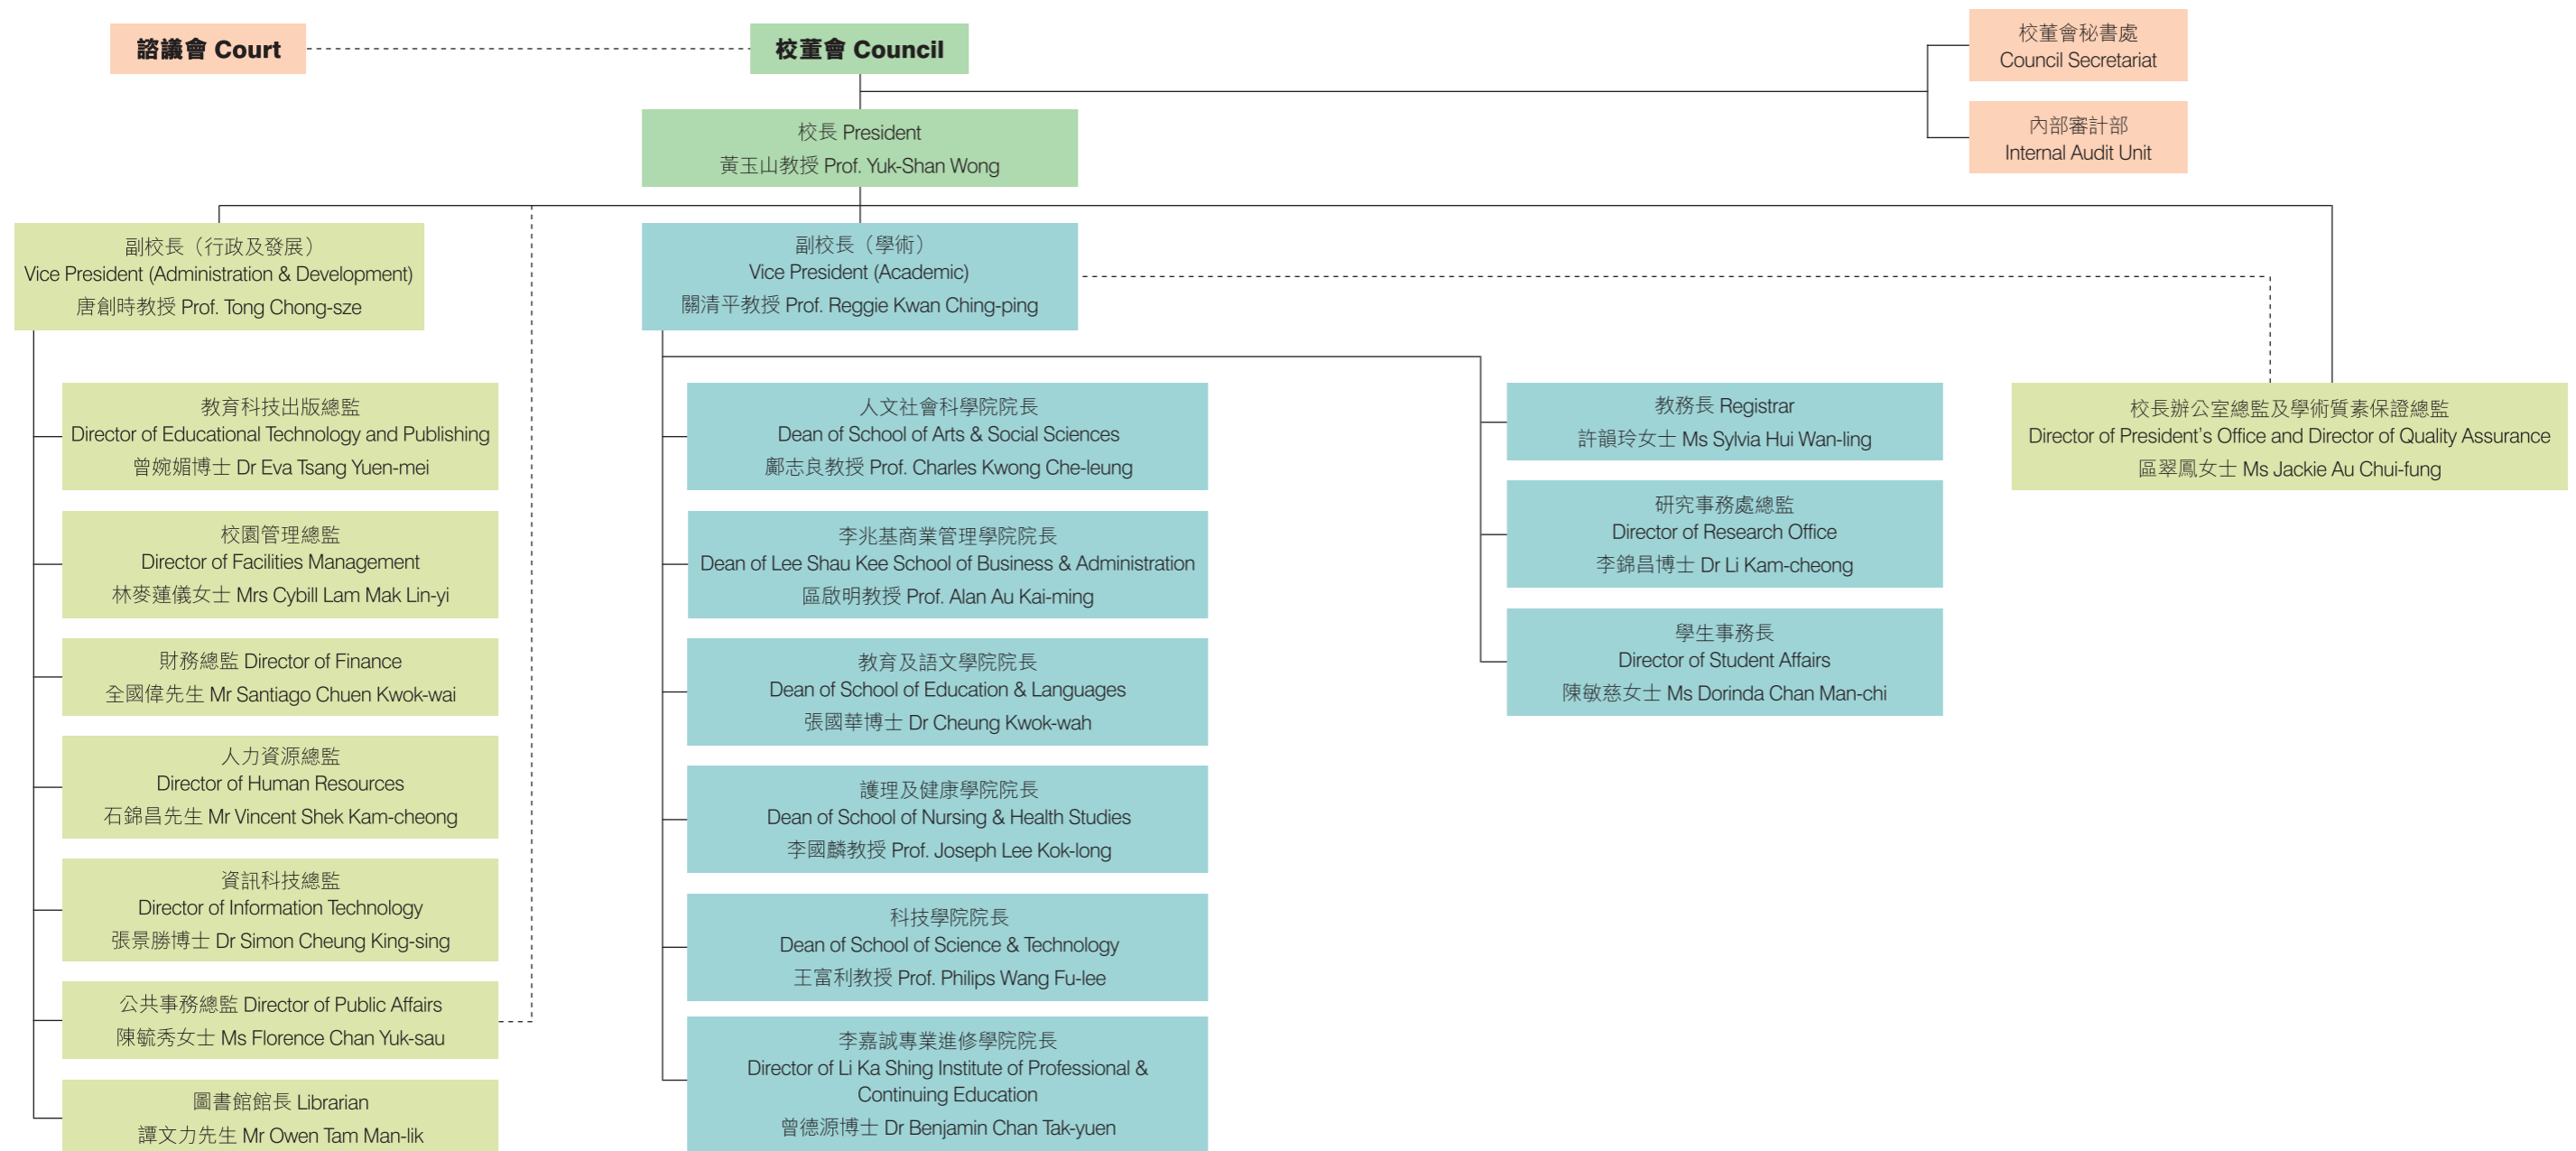 諮議會 Court
校董會 Council
校董會秘書處
Council Secretariat
內部審計部
Internal Audit Unit
校長 President
黃玉山教授 Prof. Yuk-Shan Wong
副校長（行政及發展）
Vice President (Administration & Development)
唐創時教授 Prof. Tong Chong-sze
副校長（學術）
Vice President (Academic)
關清平教授 Prof. Reggie Kwan Ching-ping
教育科技出版總監
Director of Educational Technology and Publishing
曾婉媚博士 Dr Eva Tsang Yuen-mei
校園管理總監
Director of Facilities Management
林麥蓮儀女士 Mrs Cybill Lam Mak Lin-yi
財務總監 Director of Finance
全國偉先生 Mr Santiago Chuen Kwok-wai
人力資源總監
Director of Human Resources
石錦昌先生 Mr Vincent Shek Kam-cheong
資訊科技總監
Director of Information Technology
張景勝博士 Dr Simon Cheung King-sing
公共事務總監 Director of Public Affairs
陳毓秀女士 Ms Florence Chan Yuk-sau
圖書館館長 Librarian
譚文力先生 Mr Owen Tam Man-lik
人文社會科學院院長
Dean of School of Arts & Social Sciences
鄺志良教授 Prof. Charles Kwong Che-leung
李兆基商業管理學院院長
Dean of Lee Shau Kee School of Business & Administration
區啟明教授 Prof. Alan Au Kai-ming
教育及語文學院院長
Dean of School of Education & Languages
張國華博士 Dr Cheung Kwok-wah
護理及健康學院院長
Dean of School of Nursing & Health Studies
李國麟教授 Prof. Joseph Lee Kok-long
科技學院院長
Dean of School of Science & Technology
王富利教授 Prof. Philips Wang Fu-lee
李嘉誠專業進修學院院長
Director of Li Ka Shing Institute of Professional &
Continuing Education
曾德源博士 Dr Benjamin Chan Tak-yuen
教務長 Registrar
許韻玲女士 Ms Sylvia Hui Wan-ling
研究事務處總監
Director of Research Office
李錦昌博士 Dr Li Kam-cheong
學生事務長
Director of Student Affairs
陳敏慈女士 Ms Dorinda Chan Man-chi
校長辦公室總監及學術質素保證總監
Director of President’s Office and Director of Quality Assurance
區翠鳳女士 Ms Jackie Au Chui-fung